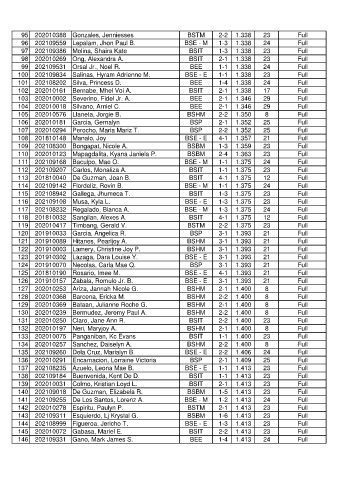 95 202010388 Gonzales, Jenniesses BSTM 2-2 1.338 23 Full
96 202109559 Lepalam, Jhon Paul B. BSE - M 1-3 1.338 24 Full
97 202109386 Molina, Shaira Kate BSIT 1-3 1.338 23 Full
98 202010269 Ong, Alexandra A. BSIT 2-1 1.338 23 Full
99 202109531 Orsal Jr., Noel R. BEE 1-1 1.338 24 Full
100 202109834 Salinas, Hyram Adrienne M. BSE - E 1-1 1.338 23 Full
101 202108202 Silva, Princess D. BEE 1-4 1.338 24 Full
102 202010161 Bennabe, Mhel Voi A. BSIT 2-1 1.338 17 Full
103 202010002 Severino, Fidel Jr. A. BEE 2-1 1.346 29 Full
104 202010018 Silvano, Amiel C. BEE 2-1 1.346 29 Full
105 202010576 Llaneta, Jorgie B. BSHM 2-2 1.350 8 Full
106 202010181 Garcia, Gemalyn BSP 2-1 1.352 25 Full
107 202010294 Perocho, Maria Mariz T. BSP 2-2 1.352 25 Full
108 201810148 Manalo, Joy BSE - E 4-1 1.357 21 Full
109 202108300 Bongapat, Nicole A. BSBM 1-3 1.359 23 Full
110 202010123 Mapagdalita, Kyana Janiela P. BSBM 2-4 1.363 23 Full
111 202109168 Baculpo, Mae O. BSE - M 1-1 1.375 24 Full
112 202109207 Carlos, Monaliza A. BSIT 1-1 1.375 23 Full
113 201810040 De Guzman, Joan B. BSIT 4-1 1.375 12 Full
114 202109142 Flordeliz, Rovin B. BSE - M 1-1 1.375 24 Full
115 202108942 Gallega, Jhumeca T. BSIT 1-3 1.375 23 Full
116 202109108 Musa, Kyla L. BSE - E 1-3 1.375 23 Full
117 202108232 Regalado, Bianca A. BSE - M 1-3 1.375 24 Full
118 201810032 Sangilan, Alexes A. BSIT 4-1 1.375 12 Full
119 202010417 Timbang, Gerald V. BSTM 2-2 1.375 23 Full
120 201910033 Garcia, Angelica R. BSP 3-1 1.393 21 Full
121 201910089 Hitanos, Pearljoy A. BSHM 3-1 1.393 21 Full
122 201910003 Lamery, Christine Joy P. BSHM 3-1 1.393 21 Full
123 201910302 Lazaga, Dara Louise Y. BSE - E 3-1 1.393 21 Full
124 201910070 Necolas, Carla Mae Q. BSP 3-1 1.393 21 Full
125 201810190 Rosario, Imee M. BSE - E 4-1 1.393 21 Full
126 201910157 Zabala, Romulo Jr. B. BSE - E 3-1 1.393 21 Full
127 202010253 Ariza, Jannah Nicole G. BSHM 2-1 1.400 8 Full
128 202010368 Barcena, Ericka M. BSHM 2-2 1.400 8 Full
129 202010369 Bataan, Julianne Roche G. BSHM 2-1 1.400 8 Full
130 202010239 Bermudez, Jeremy Paul A. BSHM 2-2 1.400 8 Full
131 202010250 Claro, Jane Ann R. BSIT 2-2 1.400 23 Full
132 202010197 Neri, Maryjoy A. BSHM 2-1 1.400 8 Full
133 202010075 Panganiban, Kc Evans BSIT 1-1 1.400 23 Full
134 202010257 Sanchez, Daiselyn A. BSHM 2-2 1.400 8 Full
135 202109260 Dela Cruz, Marialyn B. BSE - E 2-2 1.406 24 Full
136 202010291 Encarnacion, Lorraine Victoria BSP 2-1 1.409 25 Full
137 202108235 Azuelo, Leona Mae B. BSE - E 1-1 1.413 23 Full
138 202109184 Buenvenida, Kent De D. BSIT 1-1 1.413 23 Full
139 202010031 Colmo, Kristian Loyd L. BSIT 2-1 1.413 23 Full
140 202109018 De Guzman, Elizabela R. BSBM 1-5 1.413 23 Full
141 202109255 De Los Santos, Lorenz A. BSE - M 1-2 1.413 24 Full
142 202010278 Espiritu, Paulyn P. BSTM 2-1 1.413 23 Full
143 202109311 Esquierdo, Lj Krystal G. BSBM 1-6 1.413 23 Full
144 202108999 Figueroa, Jericho T. BSE - E 1-3 1.413 23 Full
145 202010072 Gabasa, Mariel E. BSIT 2-2 1.413 23 Full
146 202109331 Gano, Mark James S. BEE 1-4 1.413 24 Full